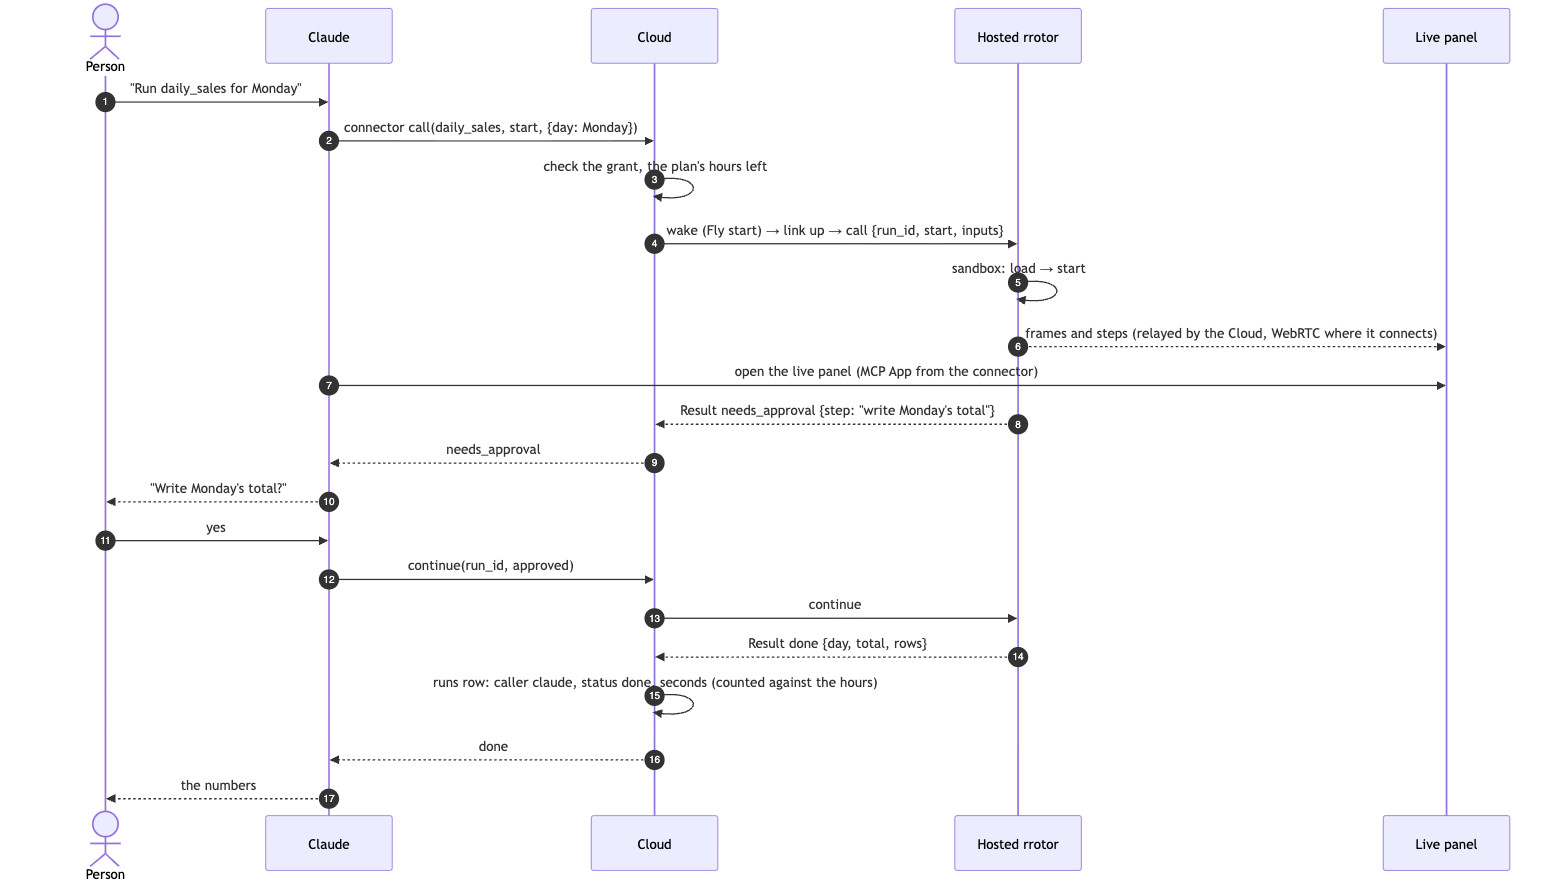 Claude
Cloud
Hosted rrotor
Live panel
Person
1 "Run daily_sales for Monday"
2 connector call(daily_sales, start, {day: Monday})
3 check the grant, the plan's hours left
4 wake (Fly start) → link up → call {run_id, start, inputs}
5 sandbox: load → start
6 frames and steps (relayed by the Cloud, WebRTC where it connects)
7 open the live panel (MCP App from the connector)
8 Result needs_approval {step: "write Monday's total"}
9 needs_approval
10 "Write Monday's total?"
11 yes
12 continue(run_id, approved)
13 continue
14 Result done {day, total, rows}
15 runs row: caller claude, status done, seconds (counted against the hours)
16 done
17 the numbers
Claude
Cloud
Hosted rrotor
Live panel
Person